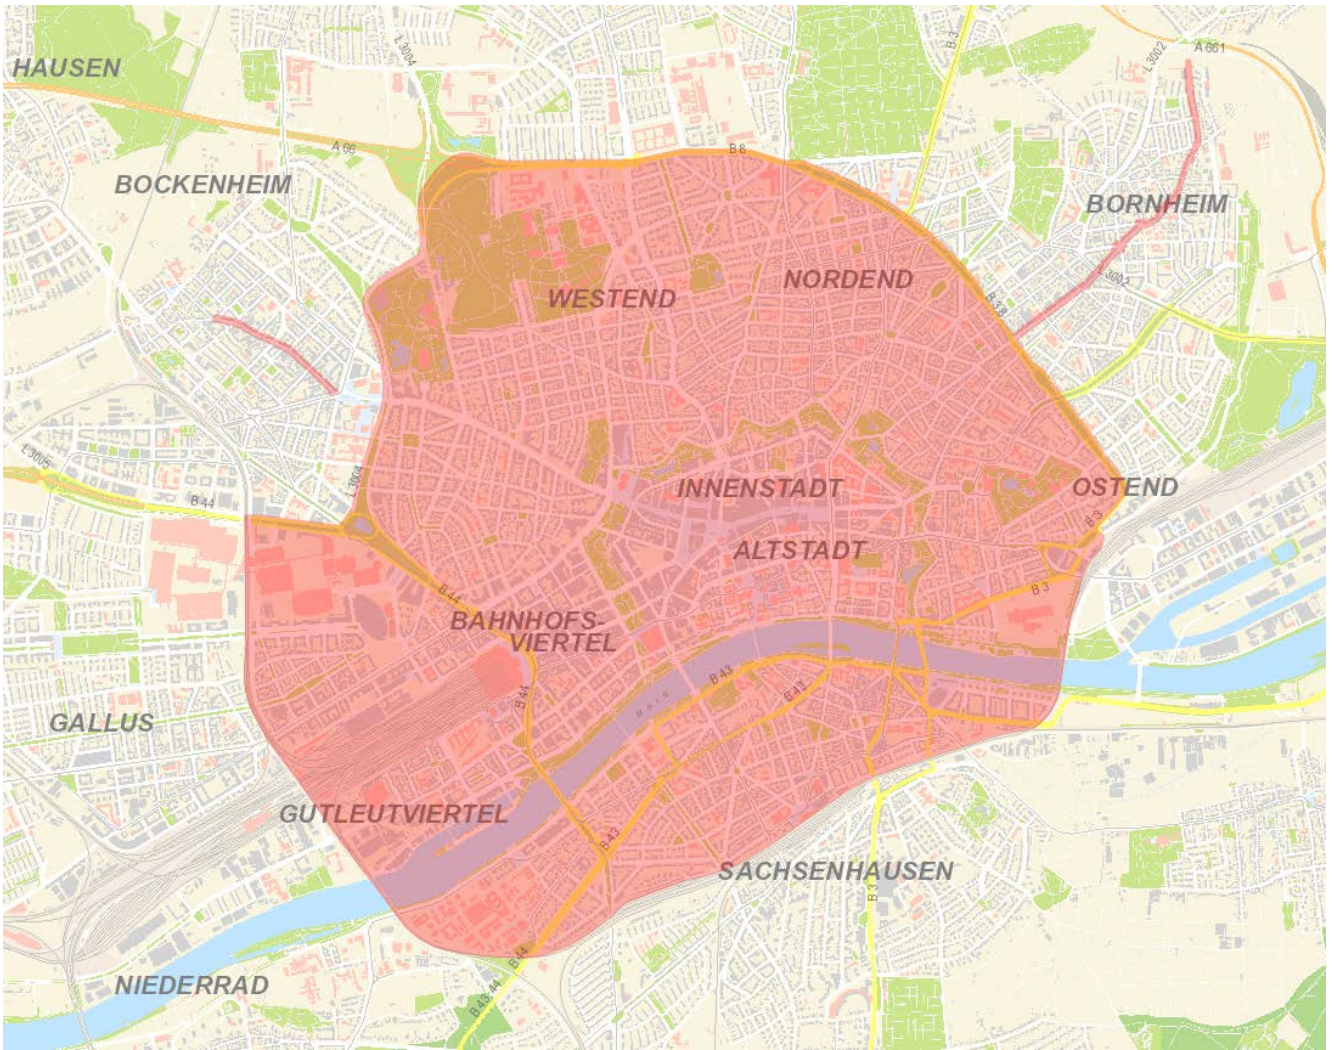 HAUSEN
L 3004
B 3
L 3002
A 661
A 66
B 8
BOCKENHEIM
BORNHEIM
WESTEND
NORDEND
L 3002
B 3,8
L 3005
B 44
L 3004
INNENSTADT
OSTEND
B 3
ALTSTADT
B 44
B 3
BAHNHOFS-
VIERTEL
B 44
B 43
B 43
MAIN
GALLUS
GUTLEUTVIERTEL
B 43
SACHSENHAUSEN
B 3
B 44
NIEDERRAD
B 43,44